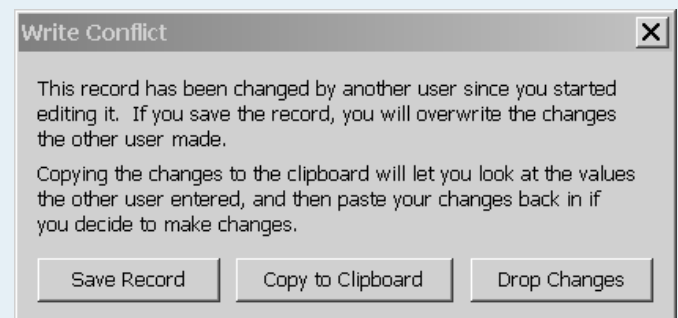 Write Conflict
This record has been changed by another user since you started
editing it. If you save the record, you will overwrite the changes
the other user made.
Copying the changes to the clipboard will let you look at the values
the other user entered, and then paste your changes back in if
you decide to make changes.
Save Record Copy to Clipboard Drop Changes